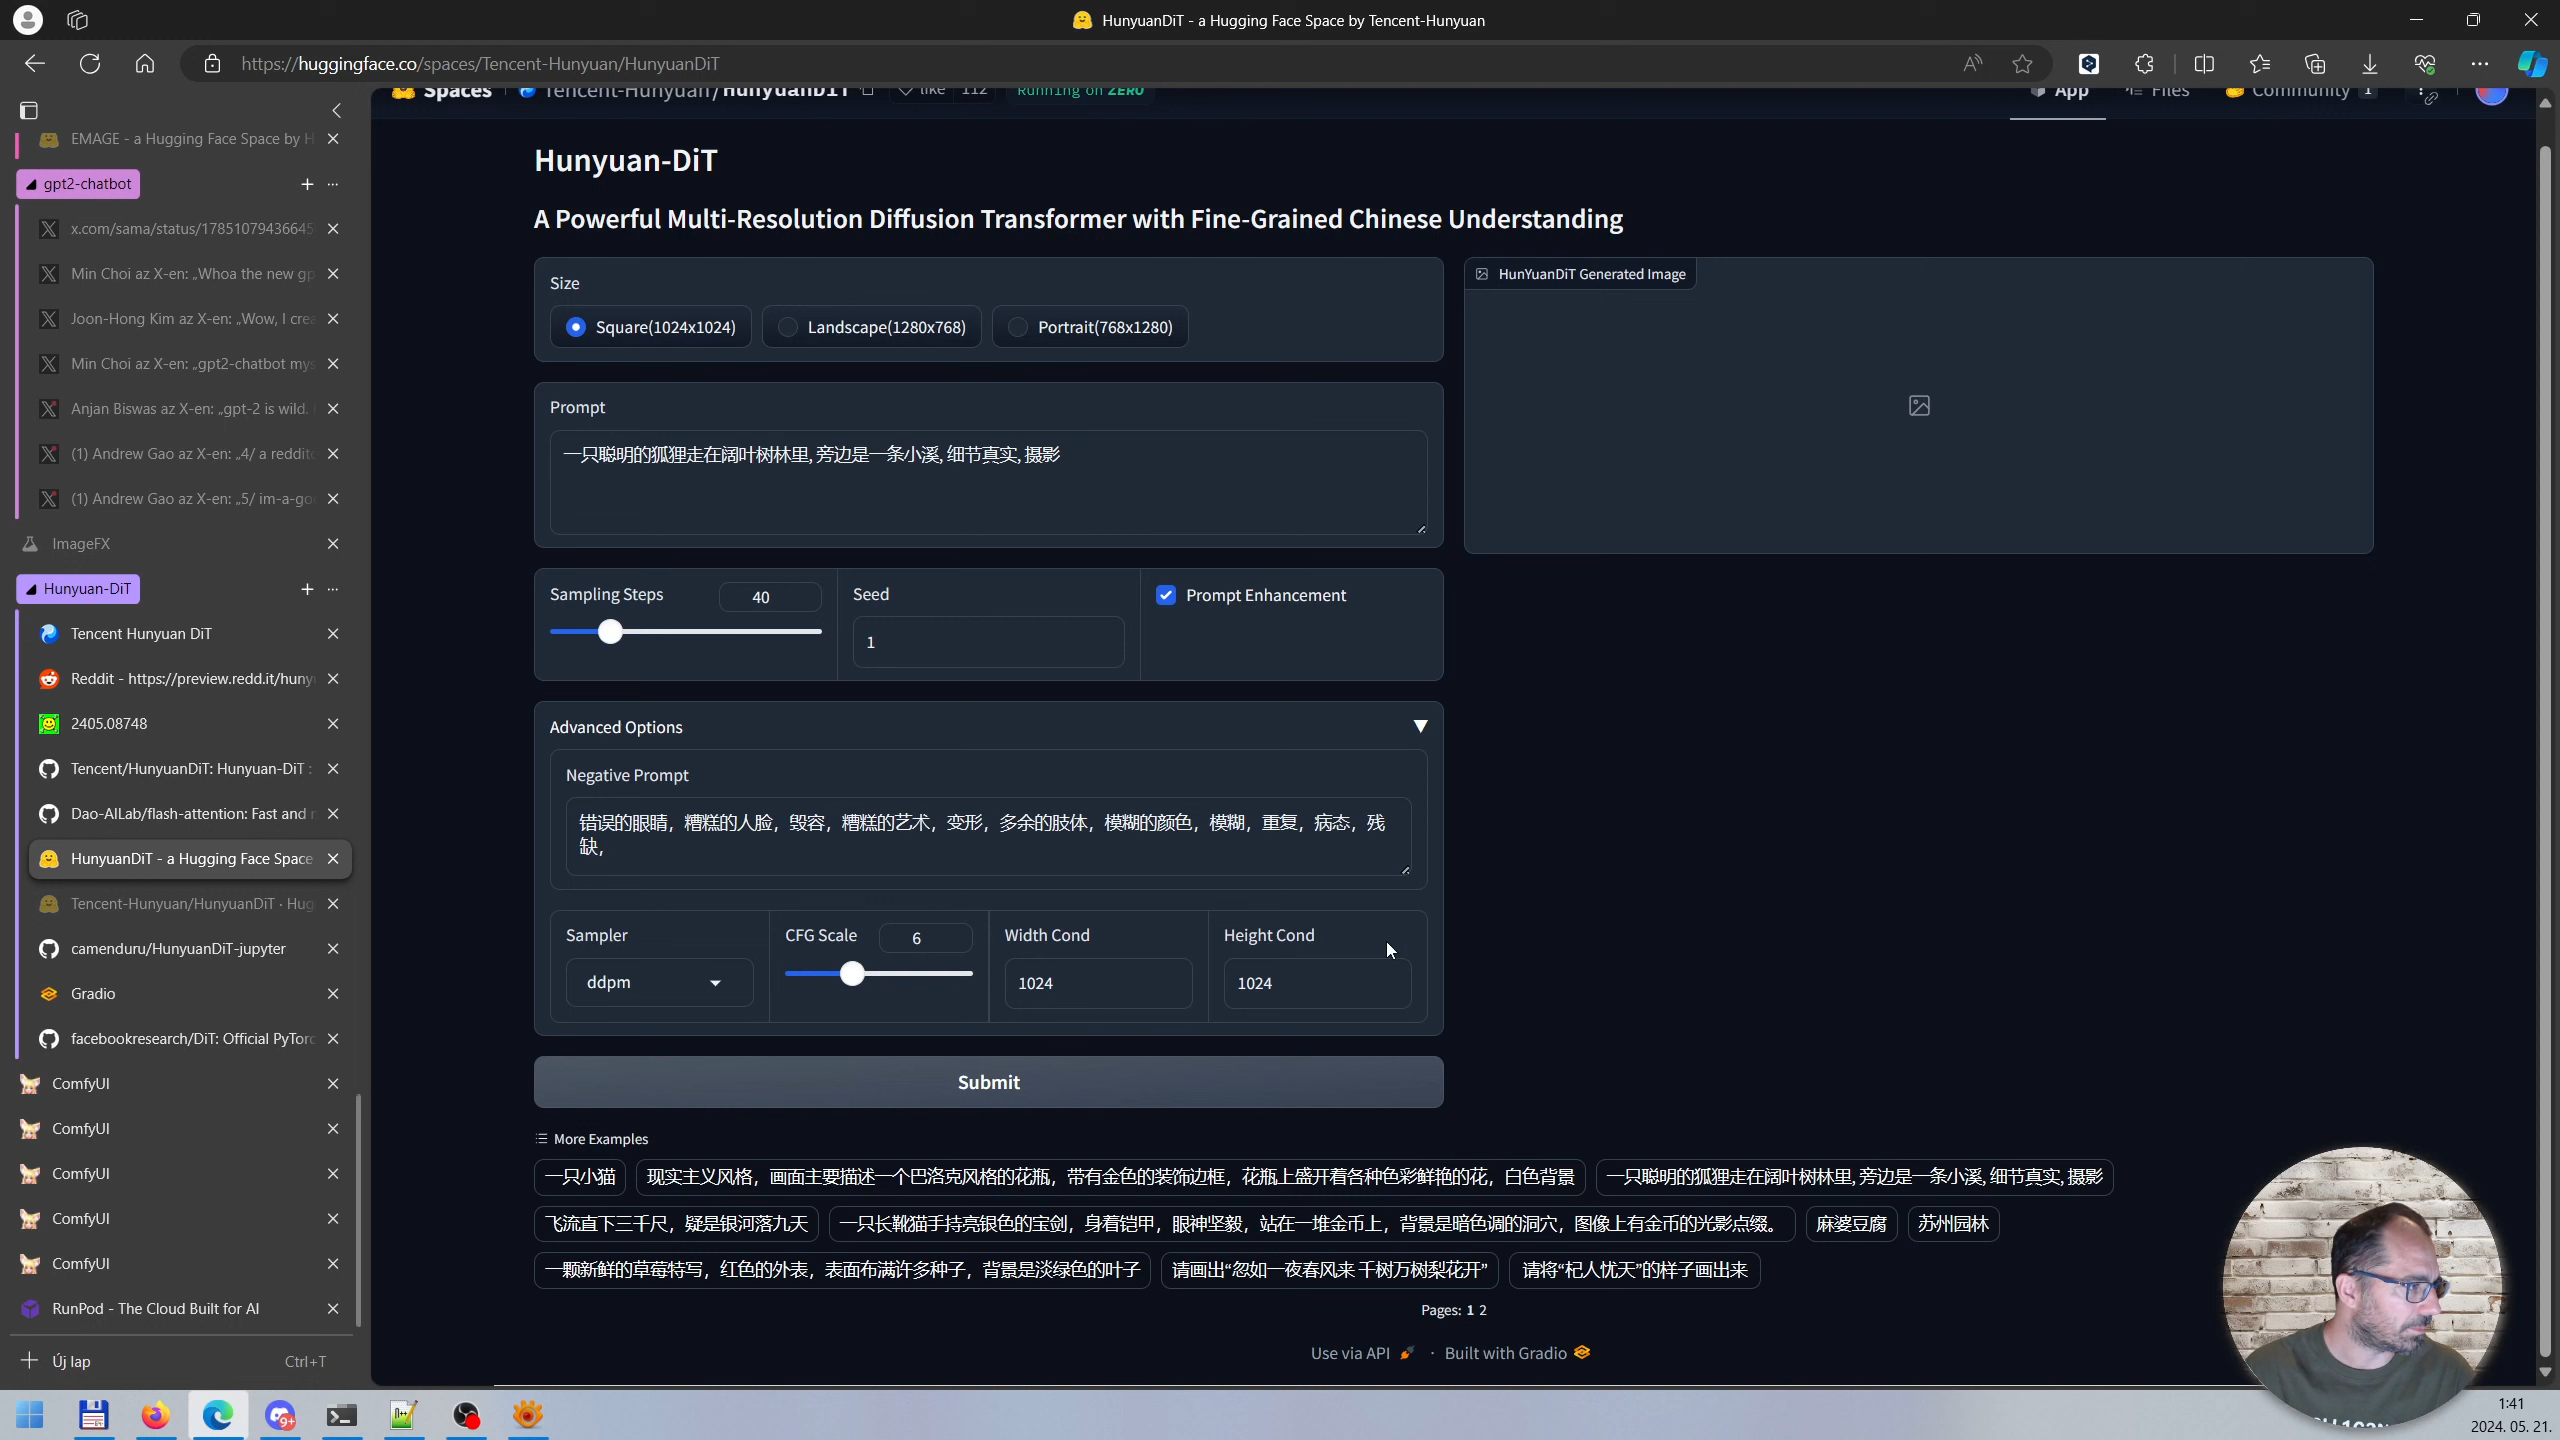 HunyuanDiT - a Hugging Face Space by Tencent-Hunyuan
https://huggingface.co/spaces/Tencent-Hunyuan/HunyuanDiT
Spaces
Tencent-Hunyuan/HunyuanDiT
like 112
Running on ZERO
App
Files
Community 1
EMAGE - a Hugging Face Space by H
gpt2-chatbot
x.com/sama/status/1785107943664
Min Choi az X-en: „Whoa the new gp
Joon-Hong Kim az X-en: „Wow, I crea
Min Choi az X-en: „gpt2-chatbot mys
Anjan Biswas az X-en: „gpt-2 is wild.
(1) Andrew Gao az X-en: „4/ a reddito
(1) Andrew Gao az X-en: „5/ im-a-goo
ImageFX
Hunyuan-DiT
Tencent Hunyuan DiT
Reddit - https://preview.redd.it/huny
2405.08748
Tencent/HunyuanDiT: Hunyuan-DiT :
Dao-AILab/flash-attention: Fast and
HunyuanDiT - a Hugging Face Space
Tencent-Hunyuan/HunyuanDiT · Hug
camenduru/HunyuanDiT-jupyter
Gradio
facebookresearch/DiT: Official PyTorc
ComfyUI
ComfyUI
ComfyUI
ComfyUI
ComfyUI
RunPod - The Cloud Built for AI
Új lap Ctrl+T
Hunyuan-DiT
A Powerful Multi-Resolution Diffusion Transformer with Fine-Grained Chinese Understanding
Size
Square(1024x1024) Landscape(1280x768) Portrait(768x1280)
HunYuanDiT Generated Image
Prompt
一只聪明的狐狸走在阔叶树林里, 旁边是一条小溪, 细节真实, 摄影
Sampling Steps 40
Seed
1
Prompt Enhancement
Advanced Options ▼
Negative Prompt
错误的眼睛，糟糕的人脸，毁容，糟糕的艺术，变形，多余的肢体，模糊的颜色，模糊，重复，病态，残
缺，
Sampler
ddpm
CFG Scale 6
Width Cond
1024
Height Cond
1024
Submit
More Examples
一只小猫
现实主义风格，画面主要描述一个巴洛克风格的花瓶，带有金色的装饰边框，花瓶上盛开着各种色彩鲜艳的花，白色背景
一只聪明的狐狸走在阔叶树林里, 旁边是一条小溪, 细节真实, 摄影
飞流直下三千尺，疑是银河落九天
一只长靴猫手持亮银色的宝剑，身着铠甲，眼神坚毅，站在一堆金币上，背景是暗色调的洞穴，图像上有金币的光影点缀。
麻婆豆腐
苏州园林
一颗新鲜的草莓特写，红色的外表，表面布满许多种子，背景是淡绿色的叶子
请画出“忽如一夜春风来 千树万树梨花开”
请将“杞人忧天”的样子画出来
Pages: 1 2
Use via API · Built with Gradio
9+
1:41
2024. 05. 21.